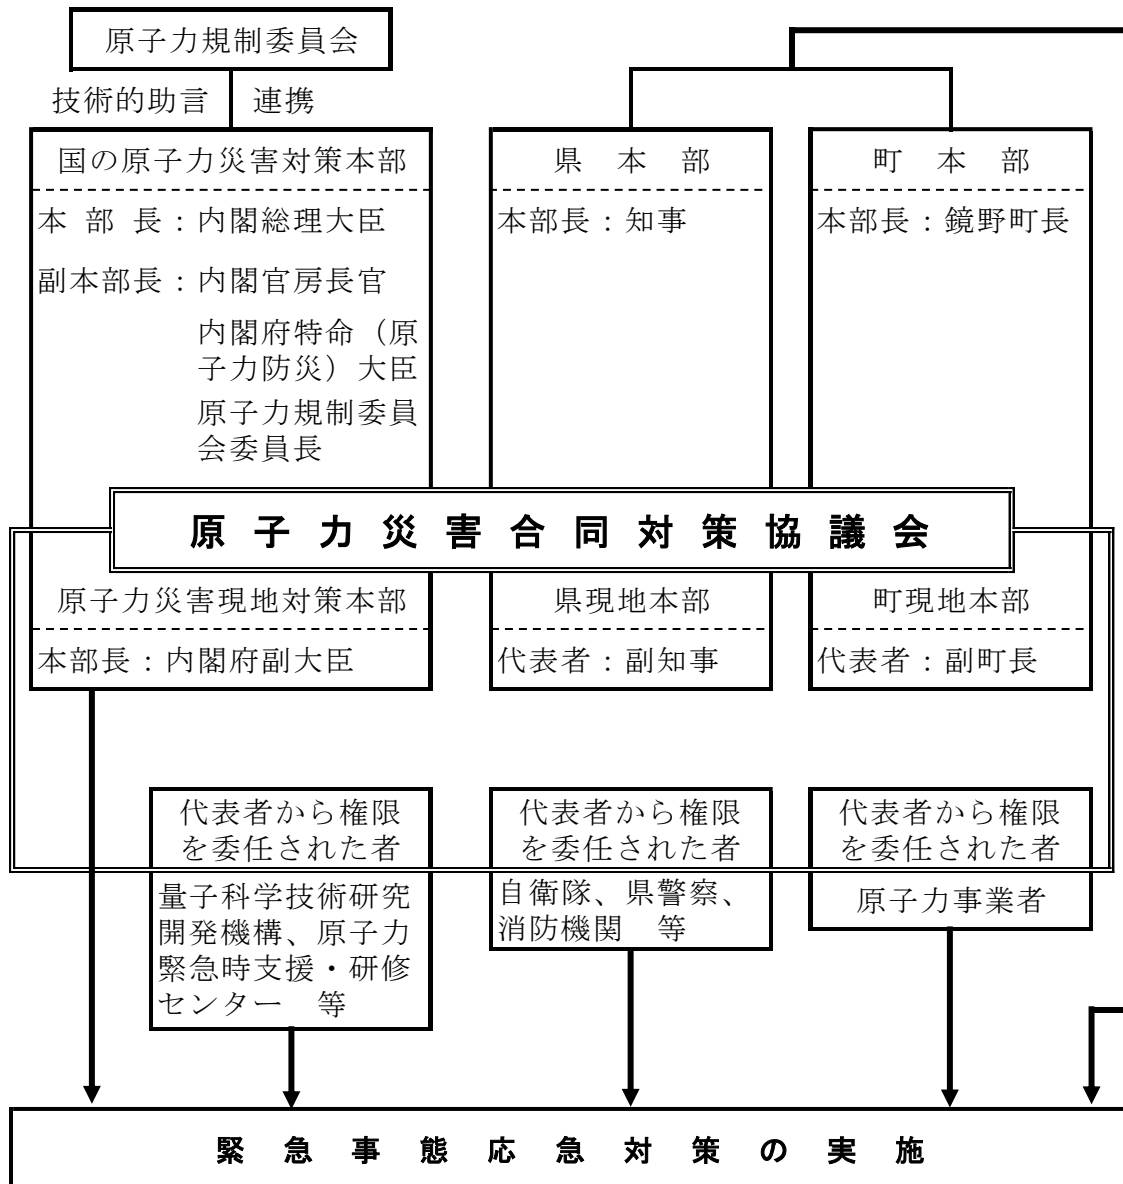 原子力規制委員会
技術的助言 連携
国の原子力災害対策本部
本部長：内閣総理大臣
副本部長：内閣官房長官
内閣府特命（原
子力防災）大臣
原子力規制委員
会委員長
県本部
本部長：知事
町本部
本部長：鏡野町長
原子力災害合同対策協議会
原子力災害現地対策本部
本部長：内閣府副大臣
県現地本部
代表者：副知事
町現地本部
代表者：副町長
代表者から権限
を委任された者
量子科学技術研究
開発機構、原子力
緊急時支援・研修
センター　等
代表者から権限
を委任された者
自衛隊、県警察、
消防機関　等
代表者から権限
を委任された者
原子力事業者
緊急事態応急対策の実施